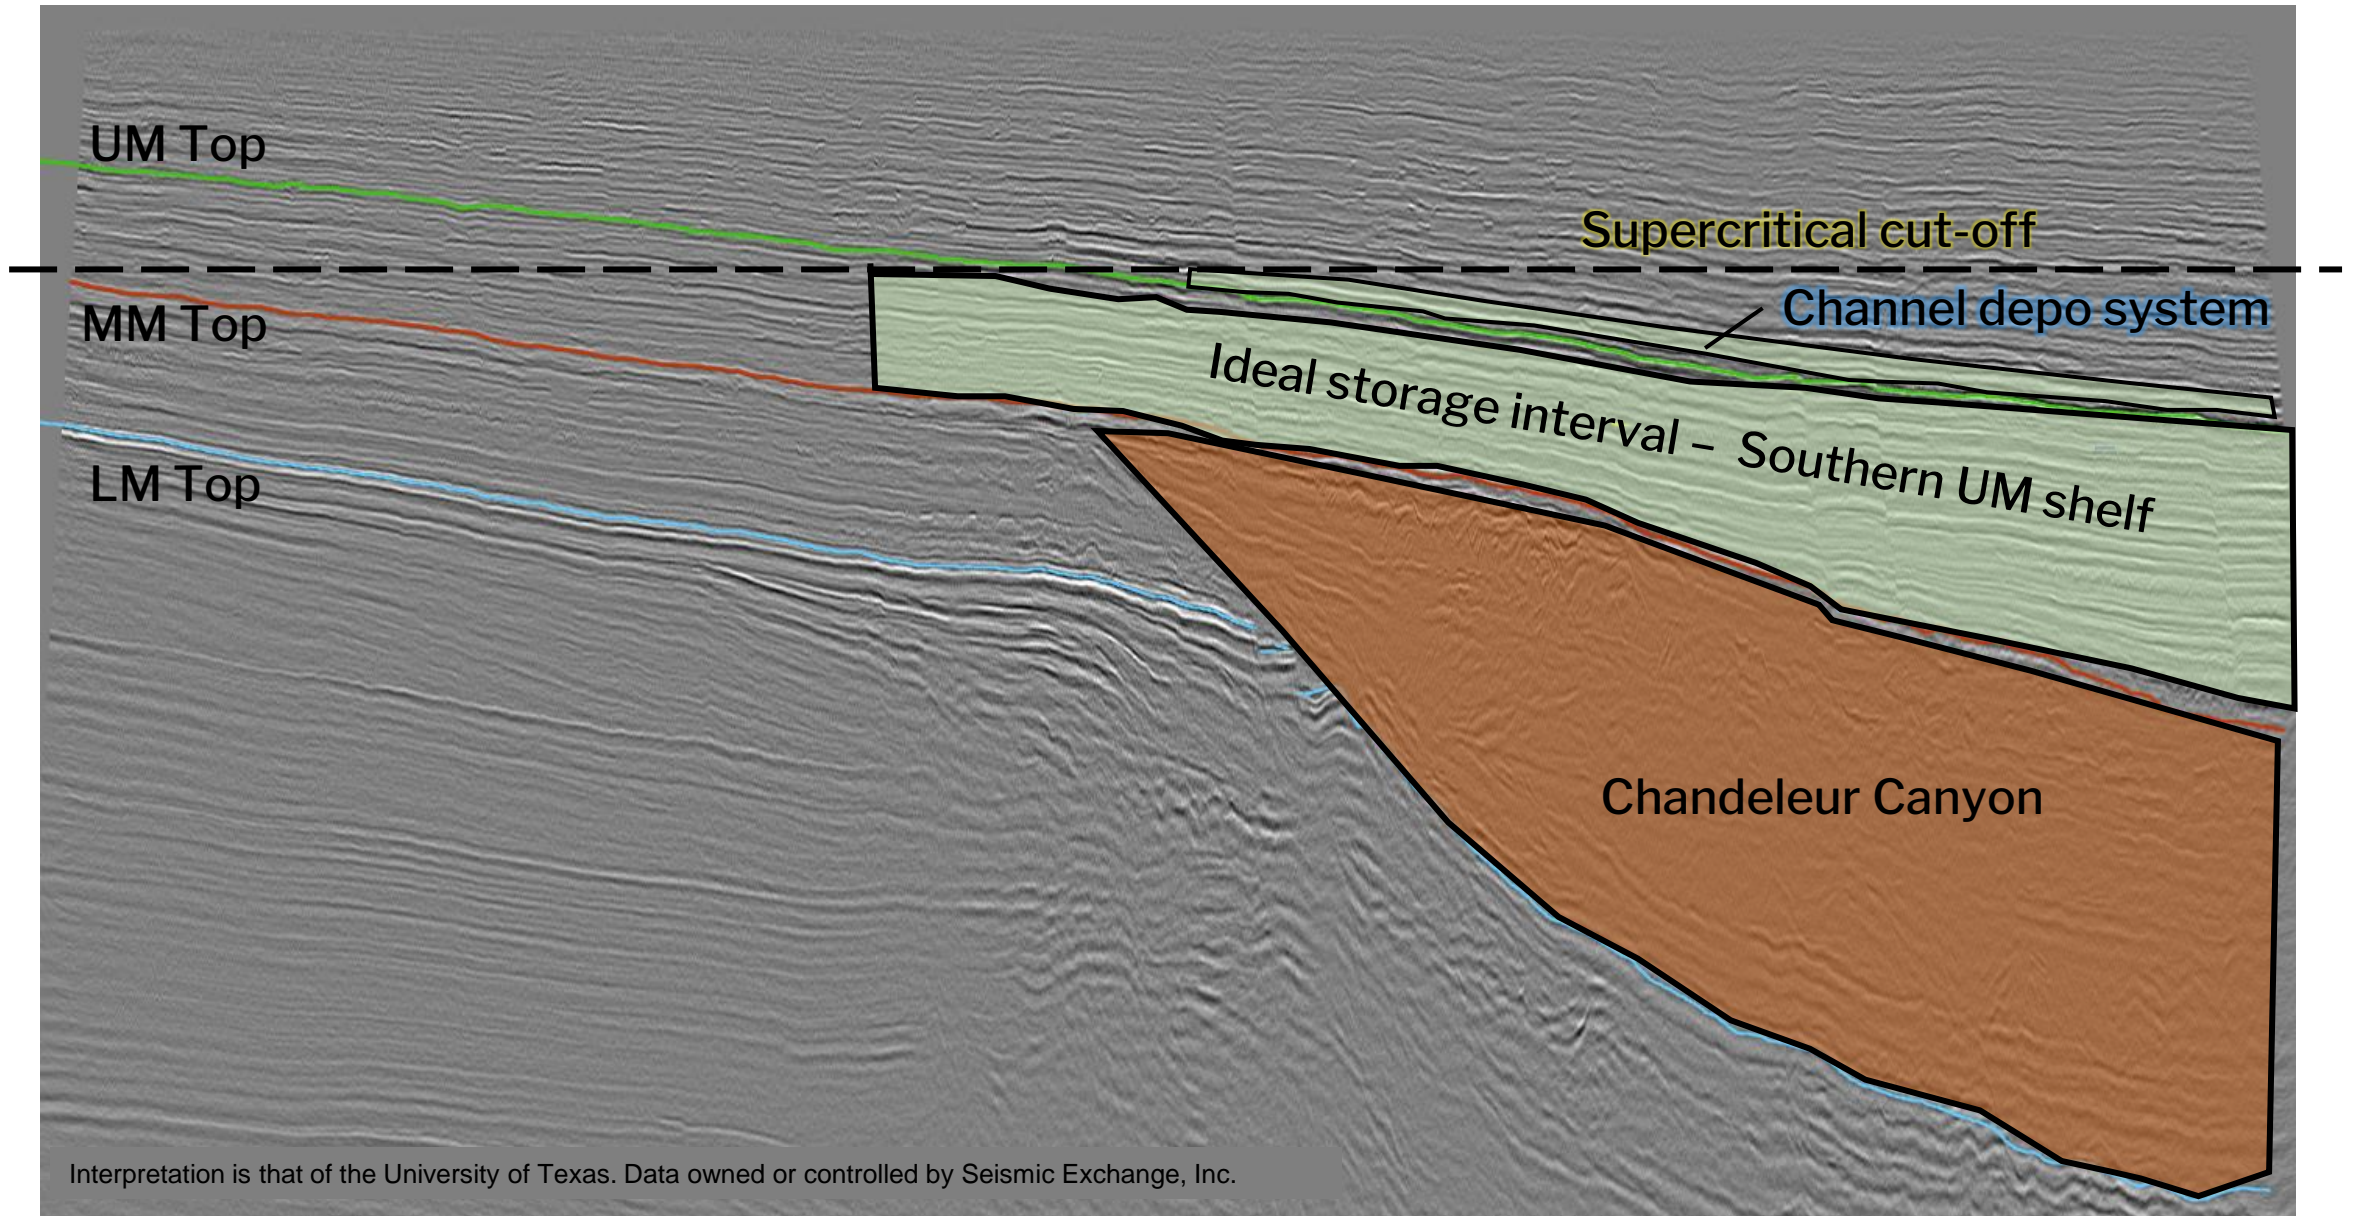 UM Top
Supercritical cut-off
MM Top
Channel depo system
Ideal storage interval – Southern UM shelf
LM Top
Chandeleur Canyon
Interpretation is that of the University of Texas. Data owned or controlled by Seismic Exchange, Inc.